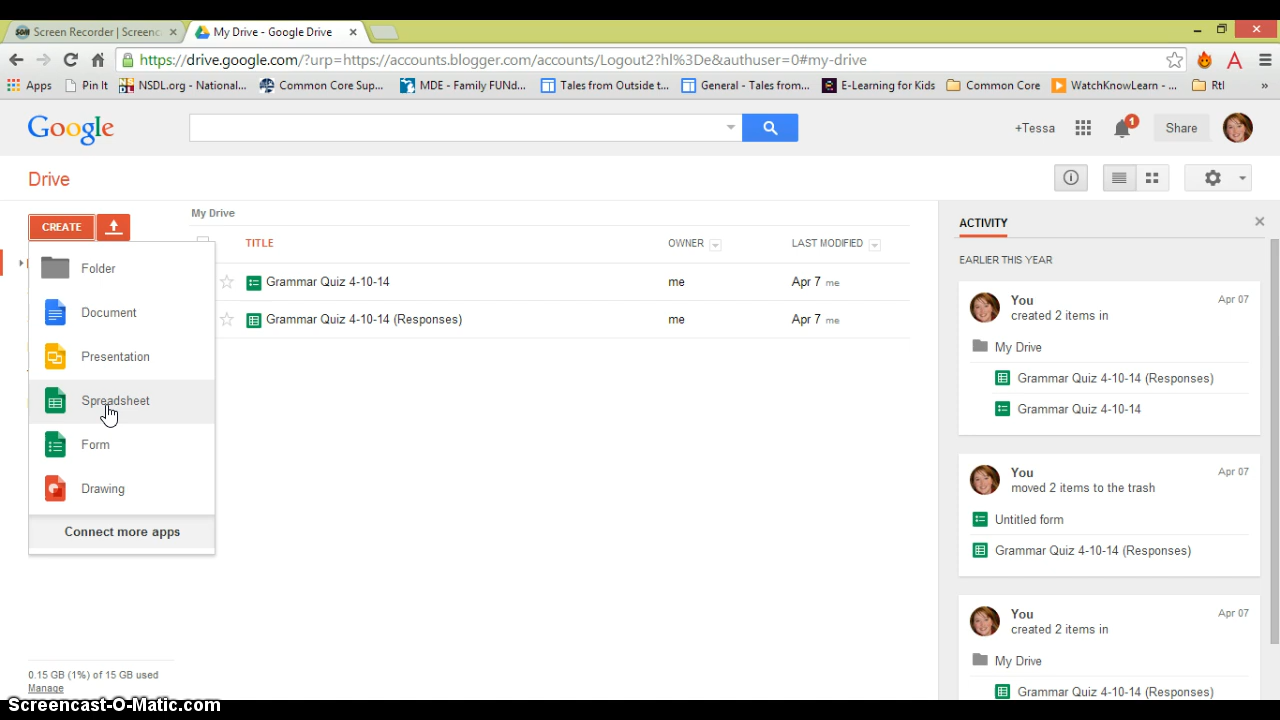 Screen Recorder | Screenc
My Drive - Google Drive
https://drive.google.com/?urp=https://accounts.blogger.com/accounts/Logout2?hl%3De&authuser=0#my-drive
Apps Pin It NSDL.org - National... Common Core Sup... MDE - Family FUNd... Tales from Outside t... General - Tales from... E-Learning for Kids Common Core WatchKnowLearn - ... Rtl »
Google +Tessa 1 Share
Drive
CREATE
Folder
Document
Presentation
Spreadsheet
Form
Drawing
Connect more apps
0.15 GB (1%) of 15 GB used
Manage
My Drive
TITLE OWNER LAST MODIFIED
Grammar Quiz 4-10-14 me Apr 7 me
Grammar Quiz 4-10-14 (Responses) me Apr 7 me
ACTIVITY
EARLIER THIS YEAR
You Apr 07
created 2 items in
My Drive
Grammar Quiz 4-10-14 (Responses)
Grammar Quiz 4-10-14
You Apr 07
moved 2 items to the trash
Untitled form
Grammar Quiz 4-10-14 (Responses)
You Apr 07
created 2 items in
My Drive
Grammar Quiz 4-10-14 (Responses)
Screencast-O-Matic.com